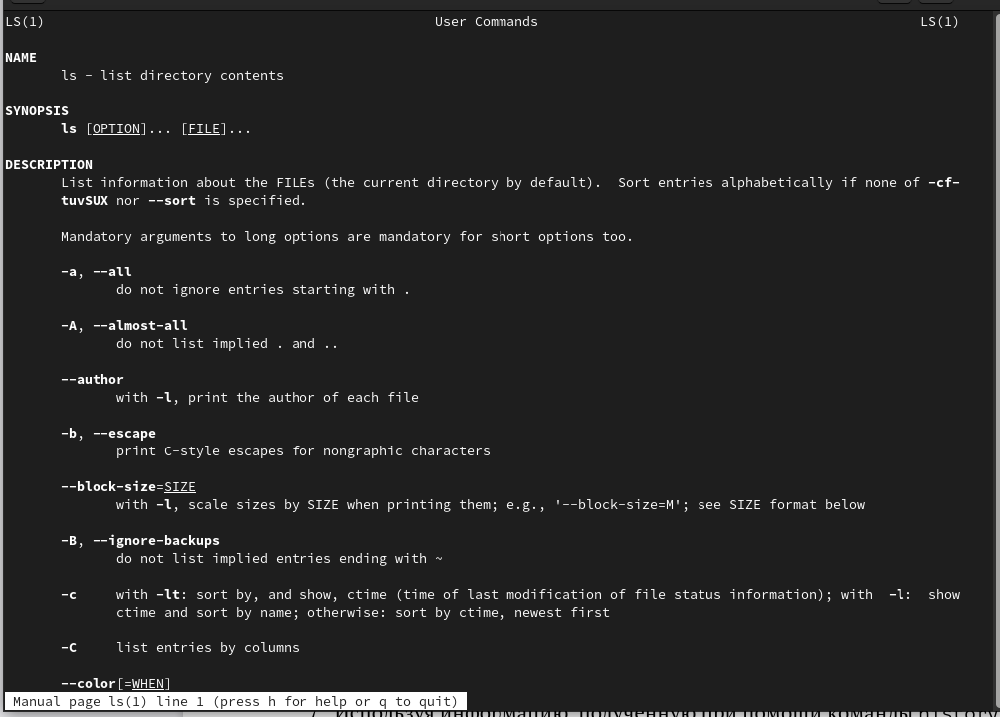 LS(1) User Commands LS(1)
NAME
ls - list directory contents
SYNOPSIS
ls [OPTION]... [FILE]...
DESCRIPTION
List information about the FILEs (the current directory by default). Sort entries alphabetically if none of -cf-
tuvSUX nor --sort is specified.
Mandatory arguments to long options are mandatory for short options too.
-a, --all
do not ignore entries starting with .
-A, --almost-all
do not list implied . and ..
--author
with -l, print the author of each file
-b, --escape
print C-style escapes for nongraphic characters
--block-size=SIZE
with -l, scale sizes by SIZE when printing them; e.g., '--block-size=M'; see SIZE format below
-B, --ignore-backups
do not list implied entries ending with ~
-c with -lt: sort by, and show, ctime (time of last modification of file status information); with -l: show
ctime and sort by name; otherwise: sort by ctime, newest first
-C list entries by columns
--color[=WHEN]
Manual page ls(1) line 1 (press h for help or q to quit)